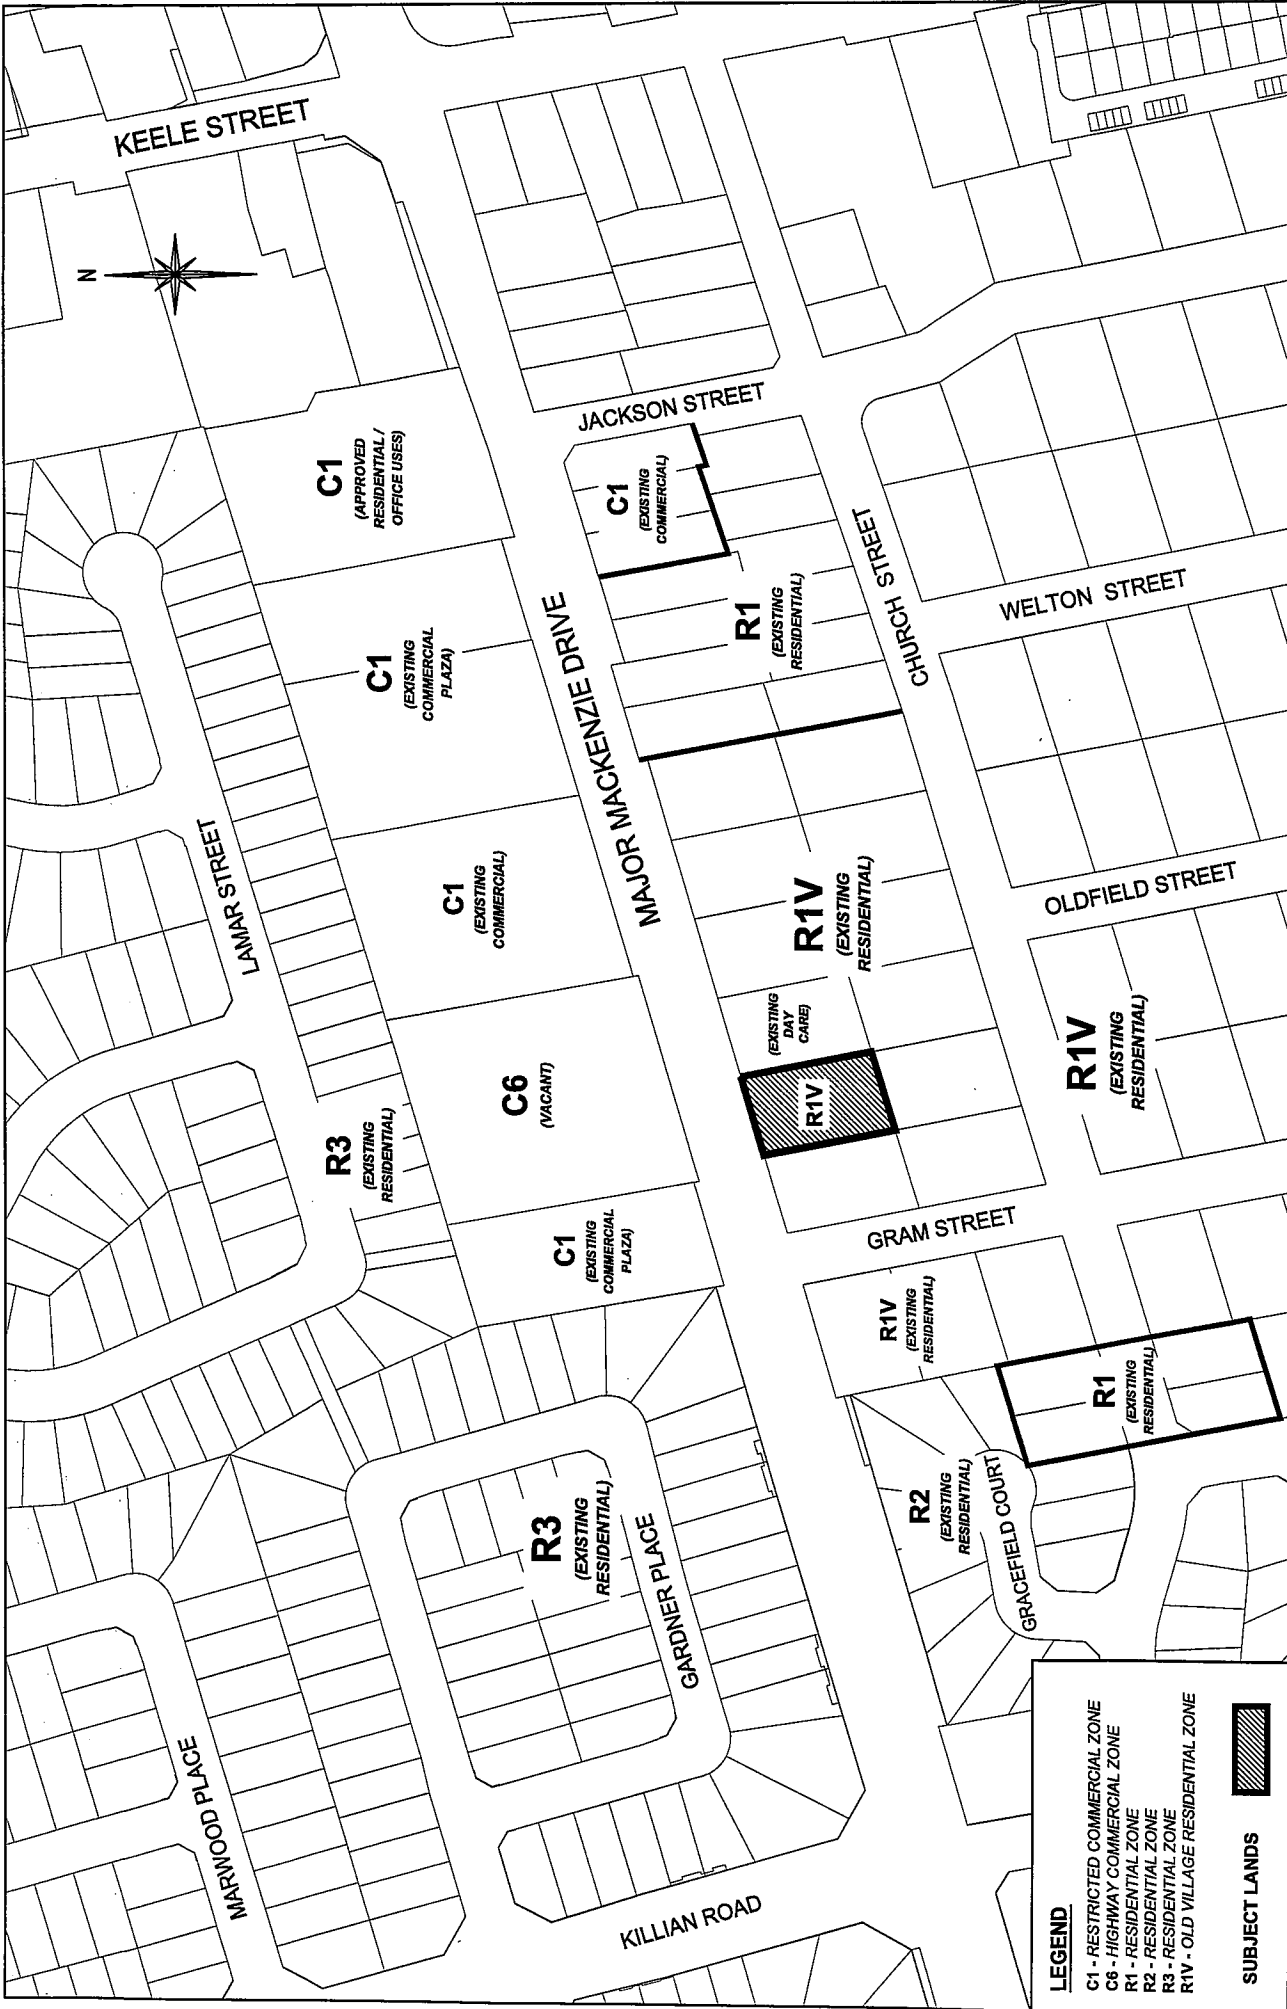 KEELE STREET
N
C1
(APPROVED
RESIDENTIAL /
OFFICE USES)
JACKSON STREET
C1
(EXISTING
COMMERCIAL)
C1
(EXISTING
COMMERCIAL
PLAZA)
MAJOR MACKENZIE DRIVE
R1
(EXISTING
RESIDENTIAL)
CHURCH STREET
WELTON STREET
LAMAR STREET
C1
(EXISTING
COMMERCIAL)
R1V
(EXISTING
RESIDENTIAL)
OLDFIELD STREET
C6
(VACANT)
(EXISTING
DAY
CARE)
R1V
R1V
(EXISTING
RESIDENTIAL)
R3
(EXISTING
RESIDENTIAL)
C1
(EXISTING
COMMERCIAL
PLAZA)
GRAM STREET
R1V
(EXISTING
RESIDENTIAL)
R1
(EXISTING
RESIDENTIAL)
R3
(EXISTING
RESIDENTIAL)
GARDNER PLACE
R2
(EXISTING
RESIDENTIAL)
GRACEFIELD COURT
MARWOOD PLACE
KILLIAN ROAD
LEGEND
C1 - RESTRICTED COMMERCIAL ZONE
C6 - HIGHWAY COMMERCIAL ZONE
R1 - RESIDENTIAL ZONE
R2 - RESIDENTIAL ZONE
R3 - RESIDENTIAL ZONE
R1V - OLD VILLAGE RESIDENTIAL ZONE
SUBJECT LANDS